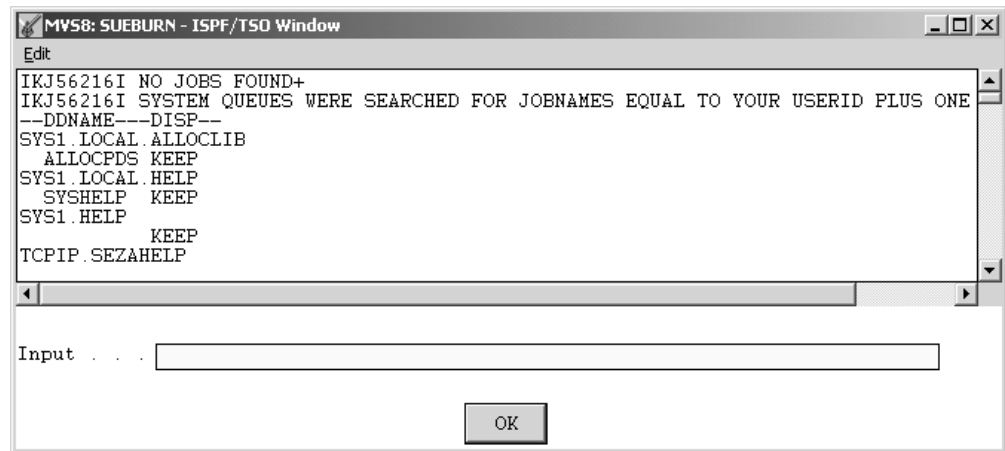 MVS8: SUEBURN - ISPF/TSO Window
Edit
IKJ56216I NO JOBS FOUND+
IKJ56216I SYSTEM QUEUES WERE SEARCHED FOR JOBNAMES EQUAL TO YOUR USERID PLUS ONE
--DDNAME---DISP--
SYS1.LOCAL.ALLOCLIB
  ALLOCPDS KEEP
SYS1.LOCAL.HELP
  SYSHELP  KEEP
SYS1.HELP
           KEEP
TCPIP.SEZAHELP
Input . . .
OK